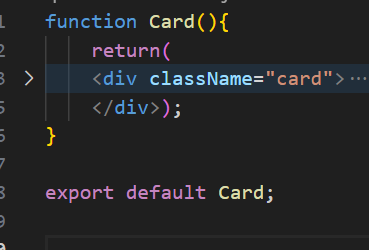 function Card(){
return(
<div className="card">⋯
</div>);
}
export default Card;